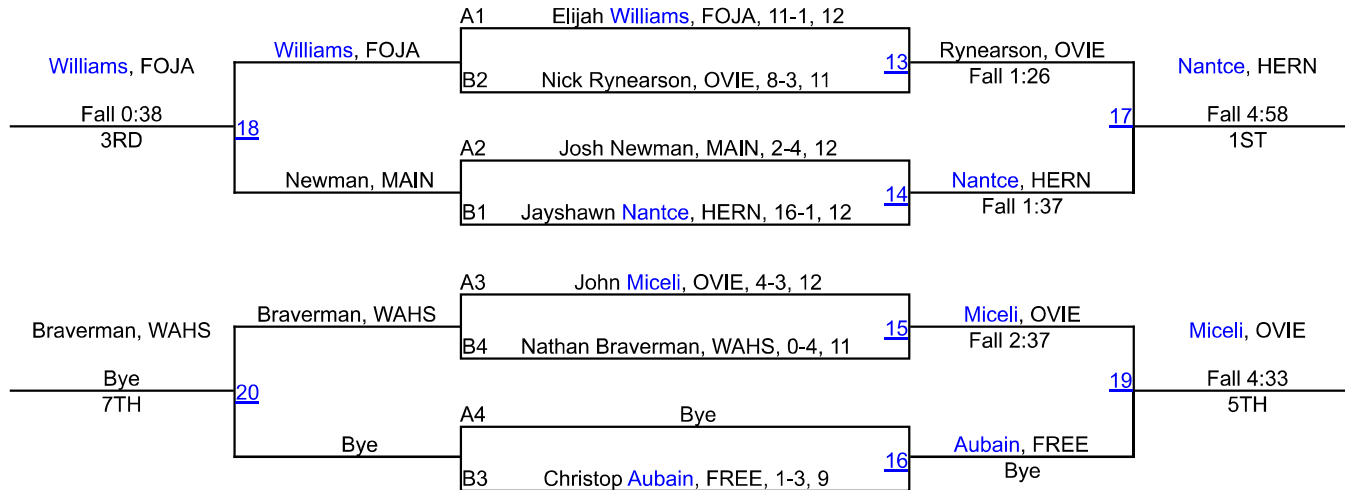 A1 Elijah Williams, FOJA, 11-1, 12
Williams, FOJA Williams, FOJA 13 Rynearson, OVIE Nantce, HERN
B2 Nick Rynearson, OVIE, 8-3, 11 Fall 1:26
Fall 0:38 18 17 Fall 4:58
3RD 1ST
A2 Josh Newman, MAIN, 2-4, 12
Newman, MAIN 14 Nantce, HERN
B1 Jayshawn Nantce, HERN, 16-1, 12 Fall 1:37
A3 John Miceli, OVIE, 4-3, 12
Braverman, WAHS Braverman, WAHS 15 Miceli, OVIE Miceli, OVIE
B4 Nathan Braverman, WAHS, 0-4, 11 Fall 2:37
Bye 20 19 Fall 4:33
7TH 5TH
A4 Bye
Bye 16 Aubain, FREE
B3 Christop Aubain, FREE, 1-3, 9 Bye